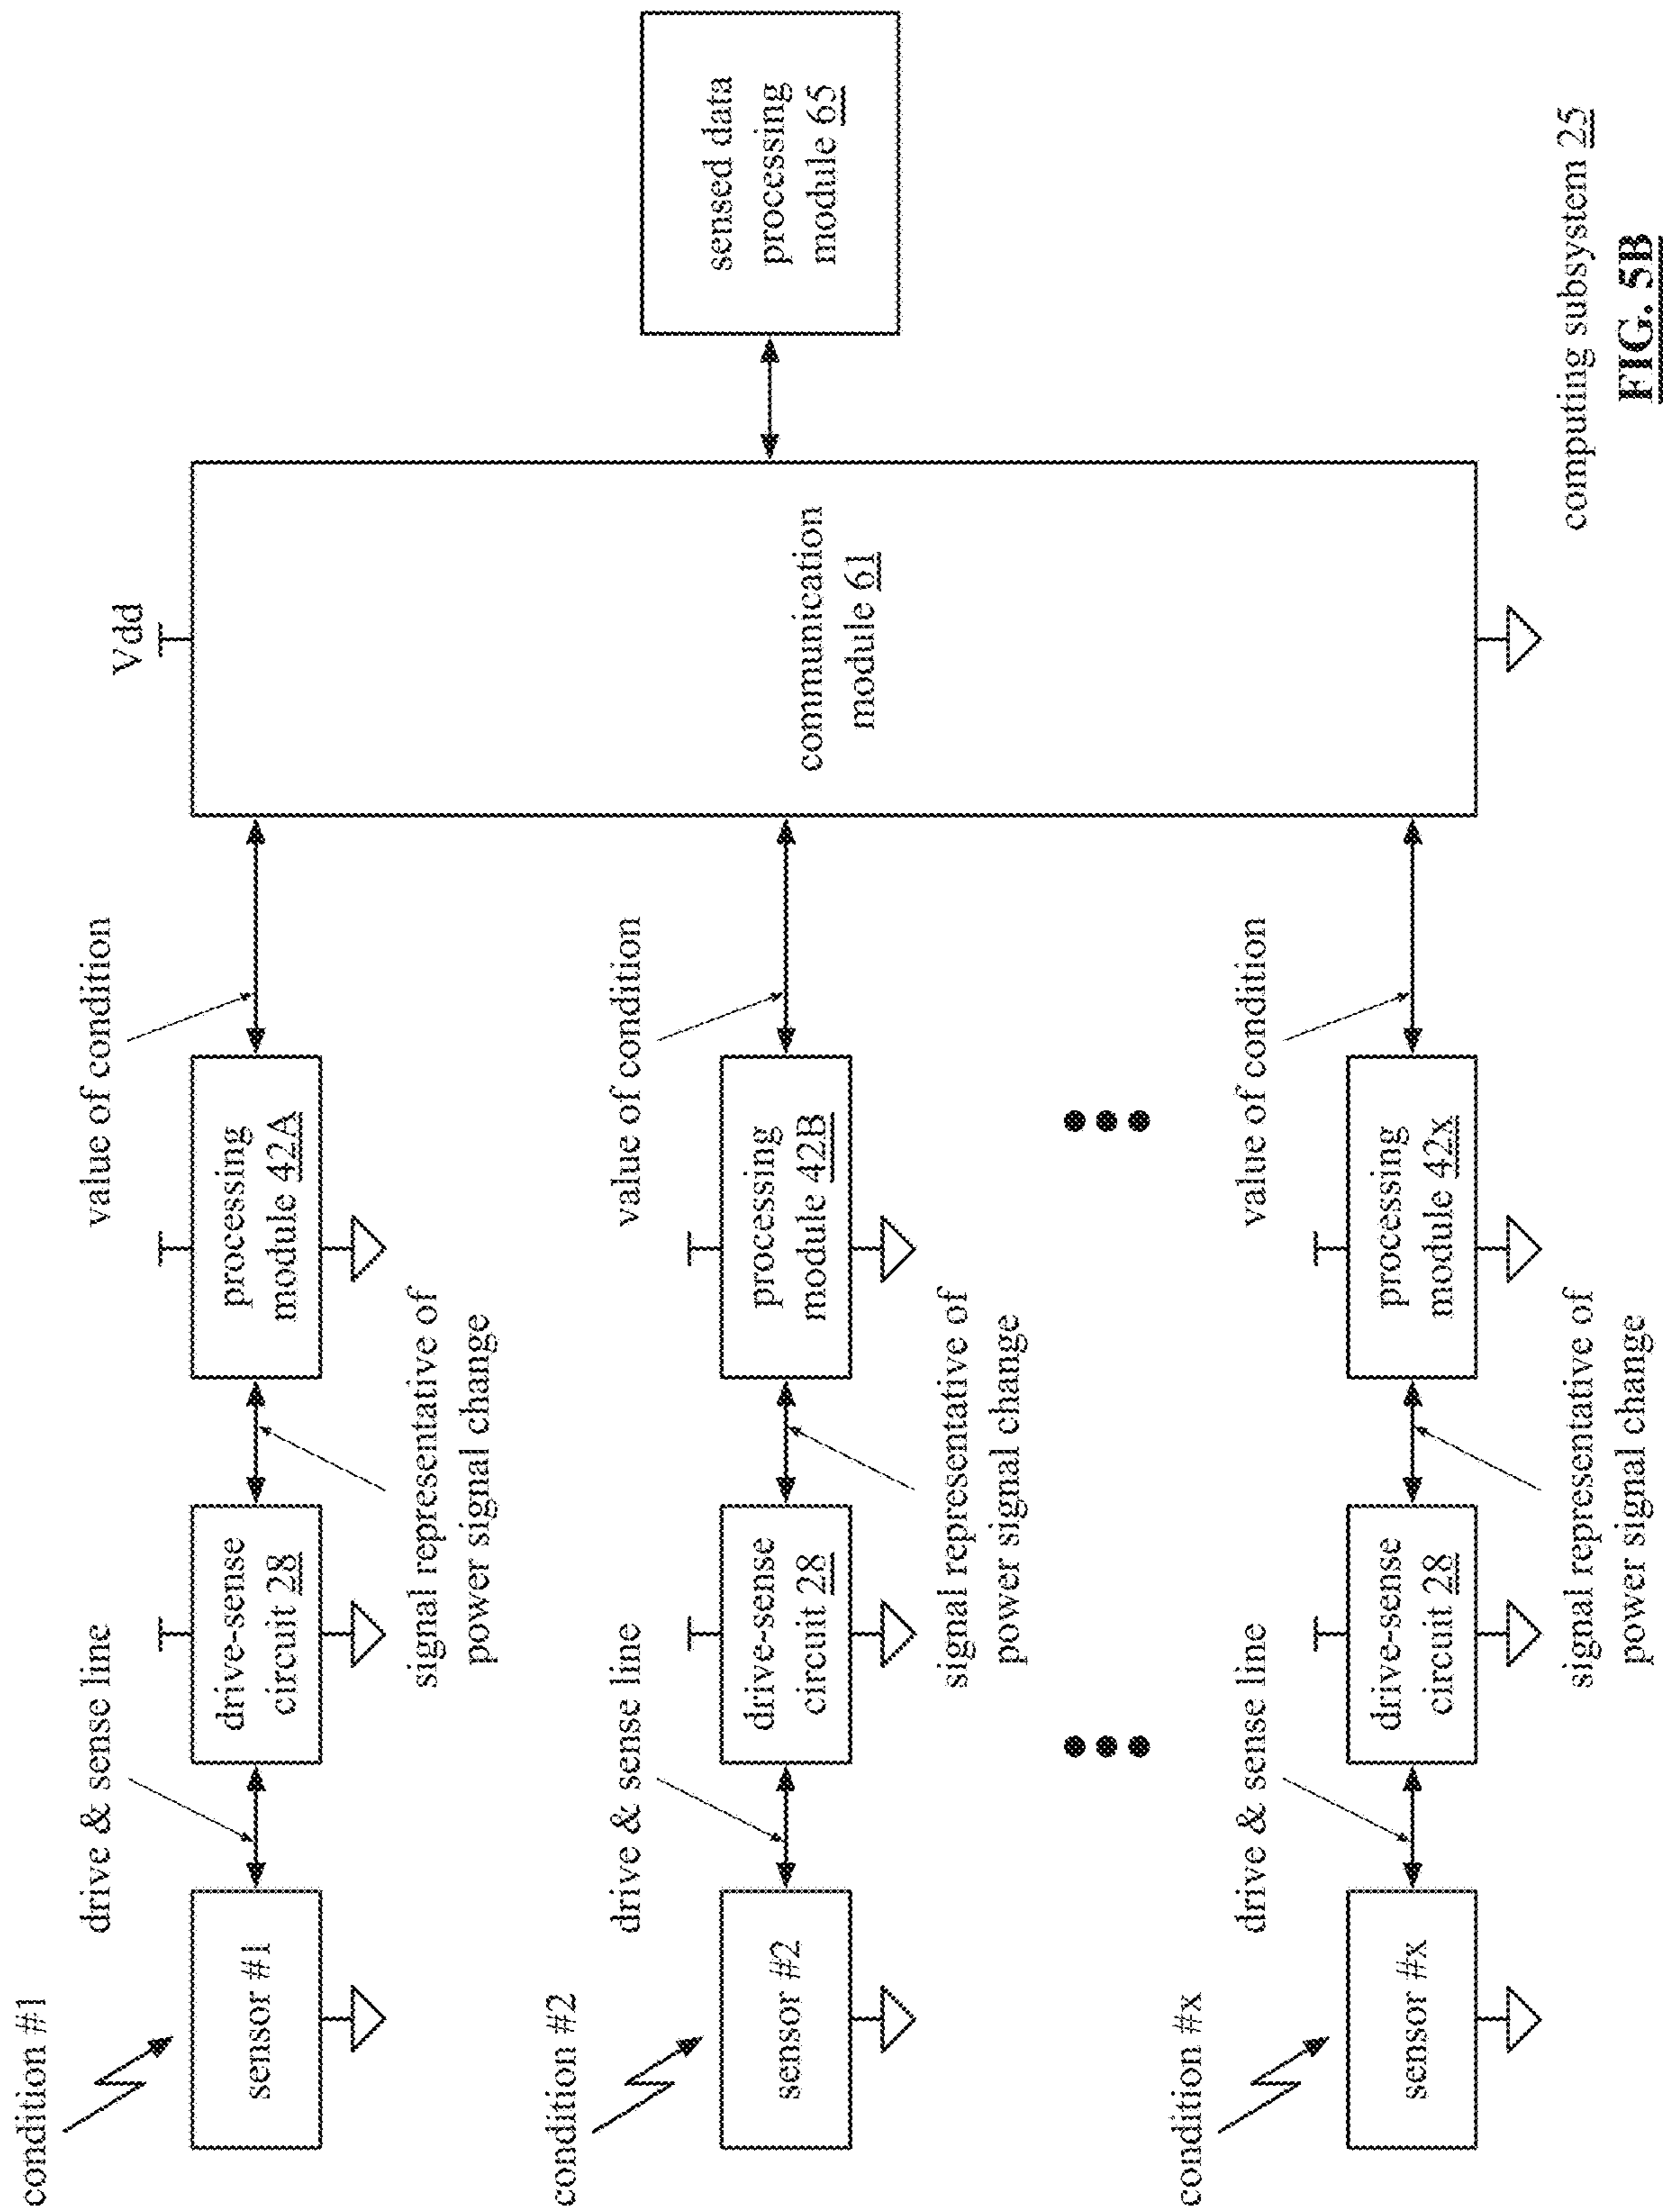 condition #1
drive & sense line
value of condition
Vdd
sensor #1
drive-sense
circuit 28
processing
module 42A
signal representative of
power signal change
condition #2
drive & sense line
value of condition
sensor #2
drive-sense
circuit 28
processing
module 42B
signal representative of
power signal change
communication
module 61
sensed data
processing
module 65
condition #x
drive & sense line
value of condition
sensor #x
drive-sense
circuit 28
processing
module 42x
signal representative of
power signal change
computing subsystem 25
FIG. 5B